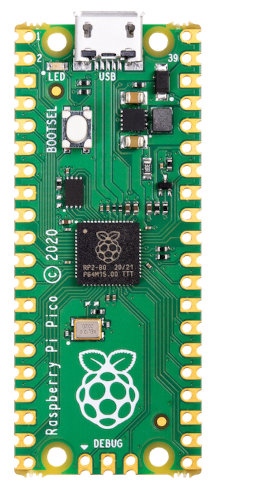 1
2
39
LED
USB
BOOTSEL
Raspberry Pi Pico © 2020
RP2-B0 20/21
P64M15.00 TTT
DEBUG